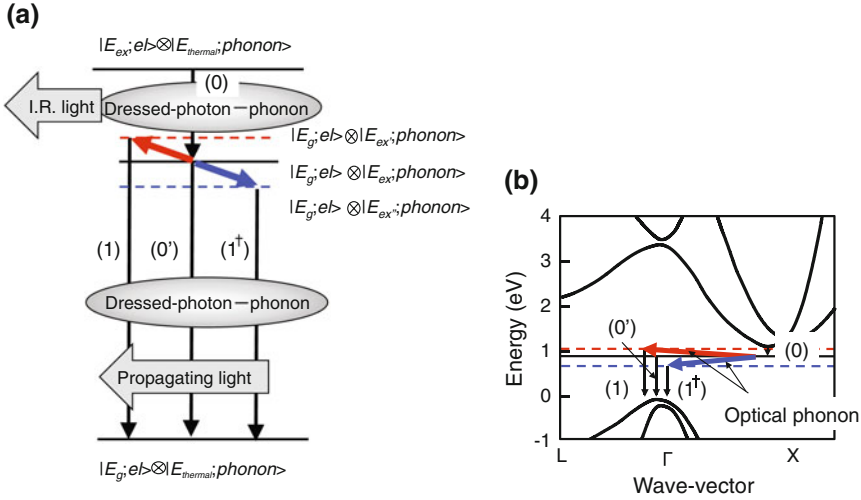 (a)
|E_ex;el>⊗|E_thermal;phonon>
(0)
I.R. light
Dressed-photon−phonon
|E_g;el> ⊗|E_ex';phonon>
|E_g;el> ⊗|E_ex;phonon>
|E_g;el> ⊗|E_ex'';phonon>
(1) (0') (1†)
Dressed-photon−phonon
Propagating light
|E_g;el>⊗|E_thermal;phonon>
(b)
4
3
2
1
0
-1
Energy (eV)
(0')
(0)
(1)
(1†)
Optical phonon
L Γ X
Wave-vector